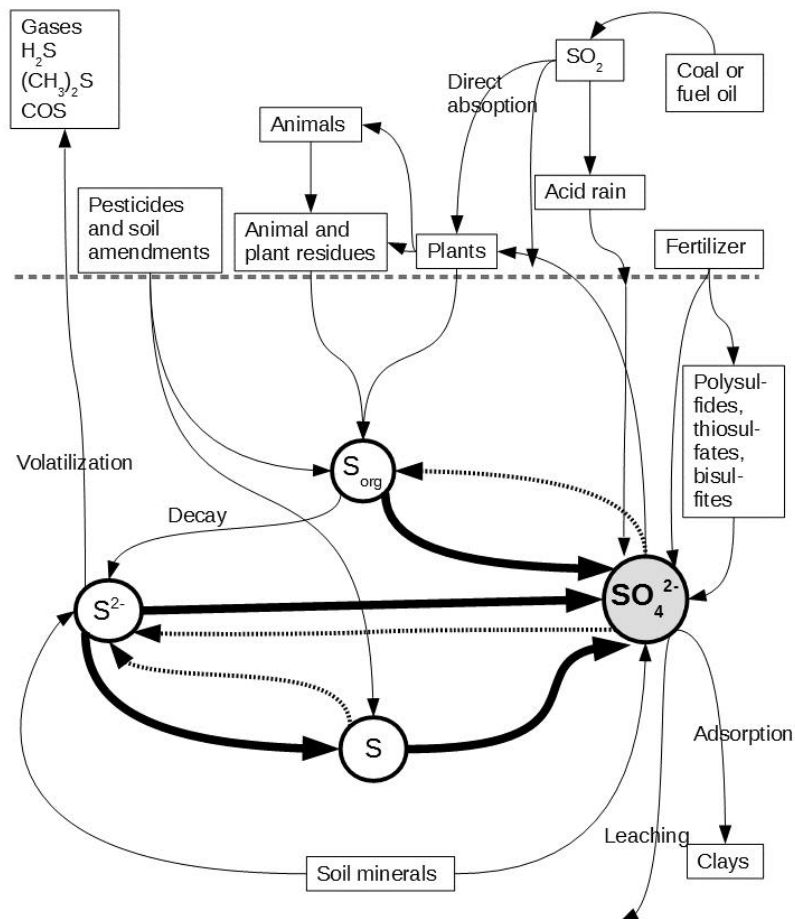 Gases
H₂S
(CH₃)₂S
COS
SO₂
Coal or
fuel oil
Direct
absoption
Animals
Acid rain
Pesticides
and soil
amendments
Animal and
plant residues
Plants
Fertilizer
Polysul-
fides,
thiosul-
fates,
bisul-
fites
Volatilization
S org
Decay
S²⁻
SO₄²⁻
S
Adsorption
Leaching
Clays
Soil minerals